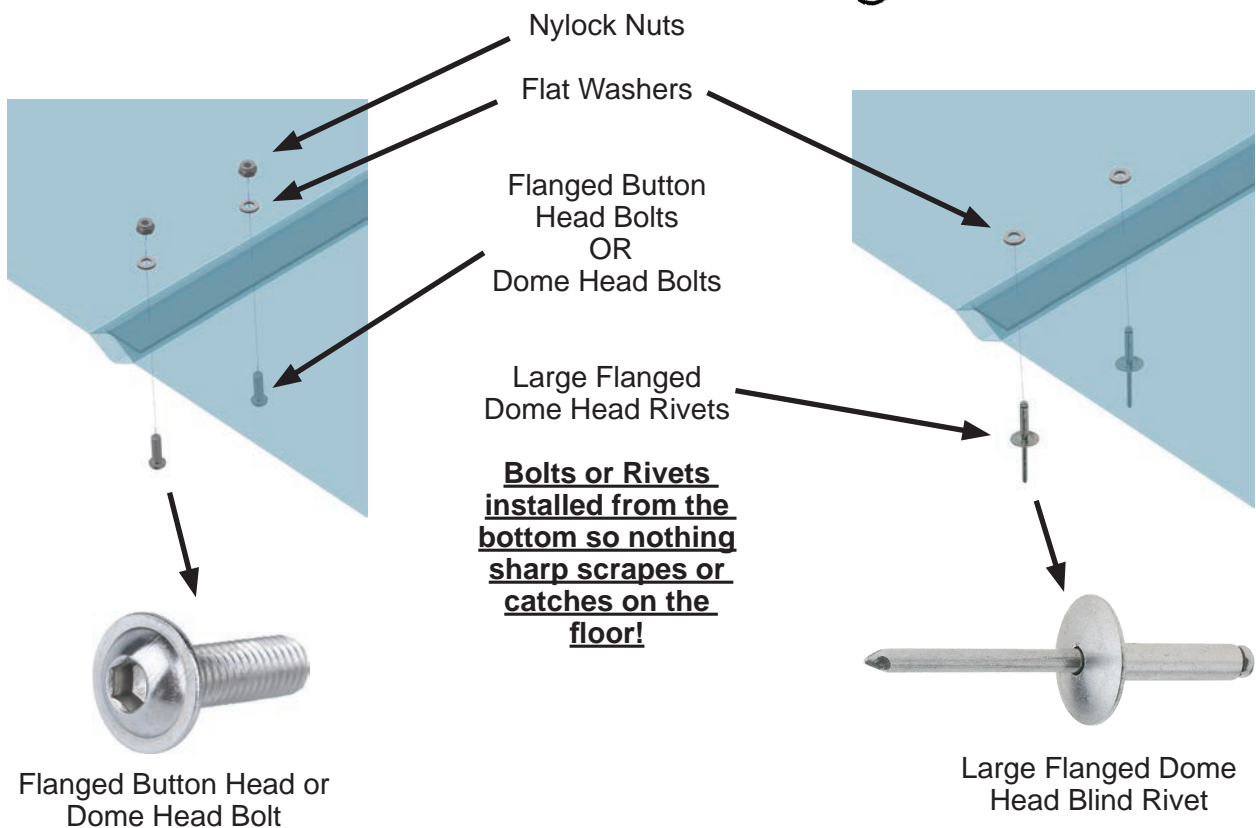 Nylock Nuts
Flat Washers
Flanged Button
Head Bolts
OR
Dome Head Bolts
Large Flanged
Dome Head Rivets
Bolts or Rivets
installed from the
bottom so nothing
sharp scrapes or
catches on the
floor!
Flanged Button Head or
Dome Head Bolt
Large Flanged Dome
Head Blind Rivet